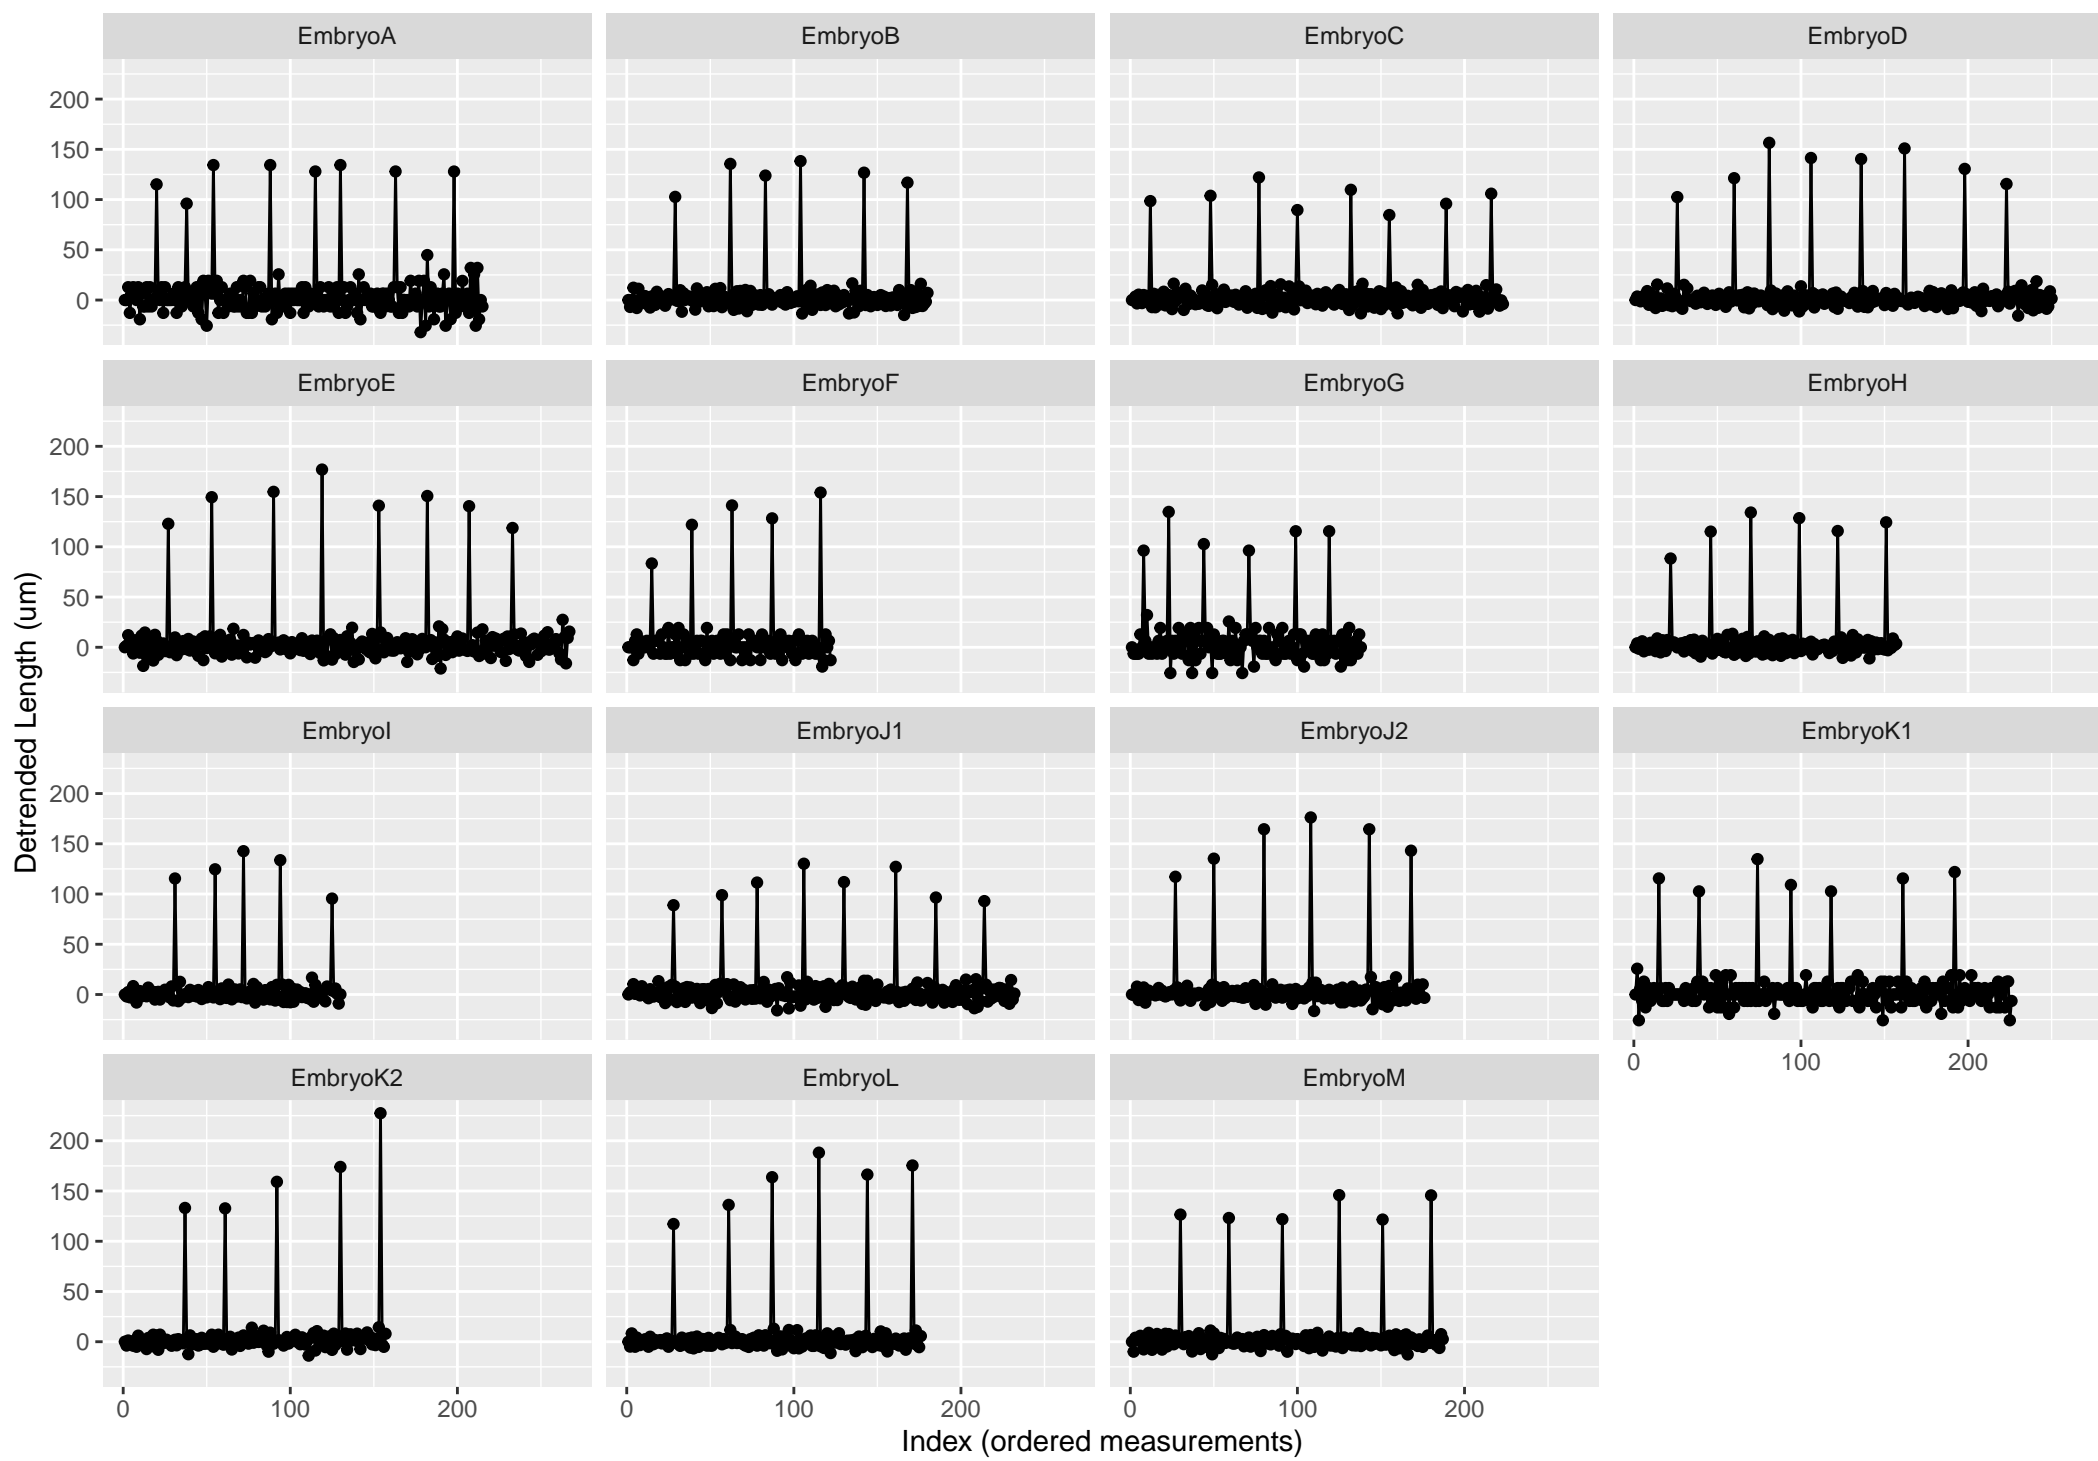 EmbryoA EmbryoB EmbryoC EmbryoD
200
150
100
50
0
EmbryoE EmbryoF EmbryoG EmbryoH
200
150
100
50
0
Detrended Length (um)
EmbryoI EmbryoJ1 EmbryoJ2 EmbryoK1
200
150
100
50
0
0 100 200
EmbryoK2 EmbryoL EmbryoM
200
150
100
50
0
0 100 200 0 100 200 0 100 200
Index (ordered measurements)